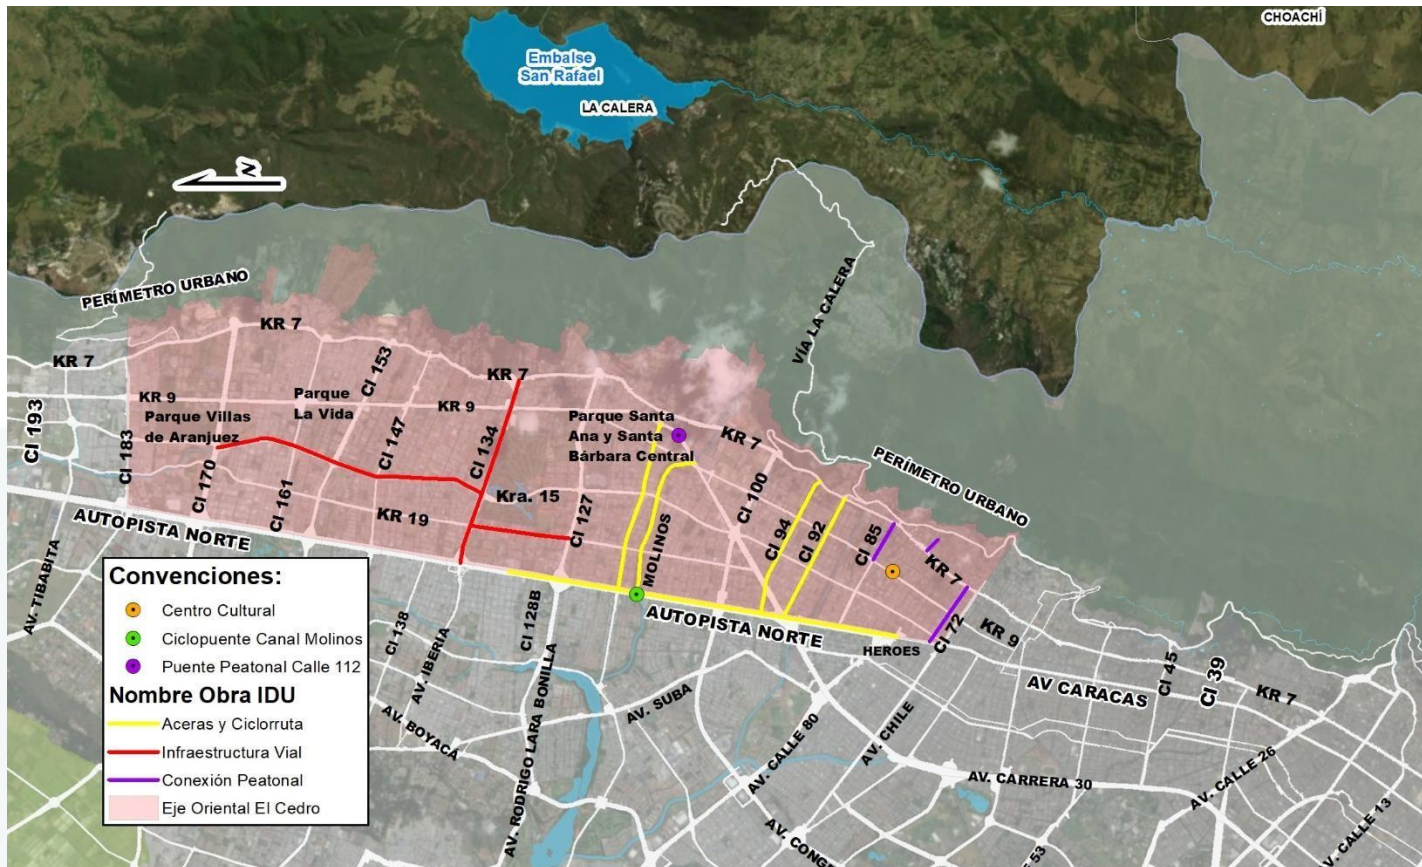 CHOACHÍ
Embalse
San Rafael
LA CALERA
N
PERÍMETRO URBANO
VÍA LA CALERA
KR 7
KR 7
KR 7
KR 7
Cl 153
Parque
La Vida
KR 9
KR 9
Parque Villas
de Aranjuez
Parque Santa
Ana y Santa
Bárbara Central
Cl 193
Cl 183
Cl 170
Cl 161
Cl 147
Cl 134
Kra. 15
KR 19
Cl 127
MOLINOS
Cl 100
Cl 94
Cl 92
Cl 85
PERÍMETRO URBANO
KR 7
AUTOPISTA NORTE
AUTOPISTA NORTE
HEROES
Cl 72
KR 9
Cl 45
Cl 39
KR 7
AV CARACAS
AV. TIBABITA
Cl 138
AV. IBERIA
Cl 128B
AV. BOYACÁ
AV. RODRIGO LARA BONILLA
AV. SUBA
AV. CALLE 80
AV. CHILE
AV. CARRERA 30
AV. CALLE 26
AV. CALLE 13
AV. CONGR
53
Convenciones:
Centro Cultural
Ciclopuente Canal Molinos
Puente Peatonal Calle 112
Nombre Obra IDU
Aceras y Ciclorruta
Infraestructura Vial
Conexión Peatonal
Eje Oriental El Cedro